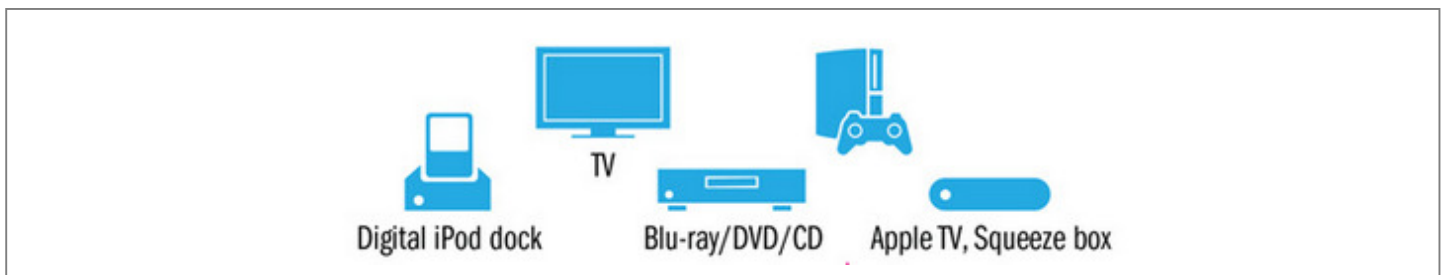 TV
Digital iPod dock
Blu-ray/DVD/CD
Apple TV, Squeeze box